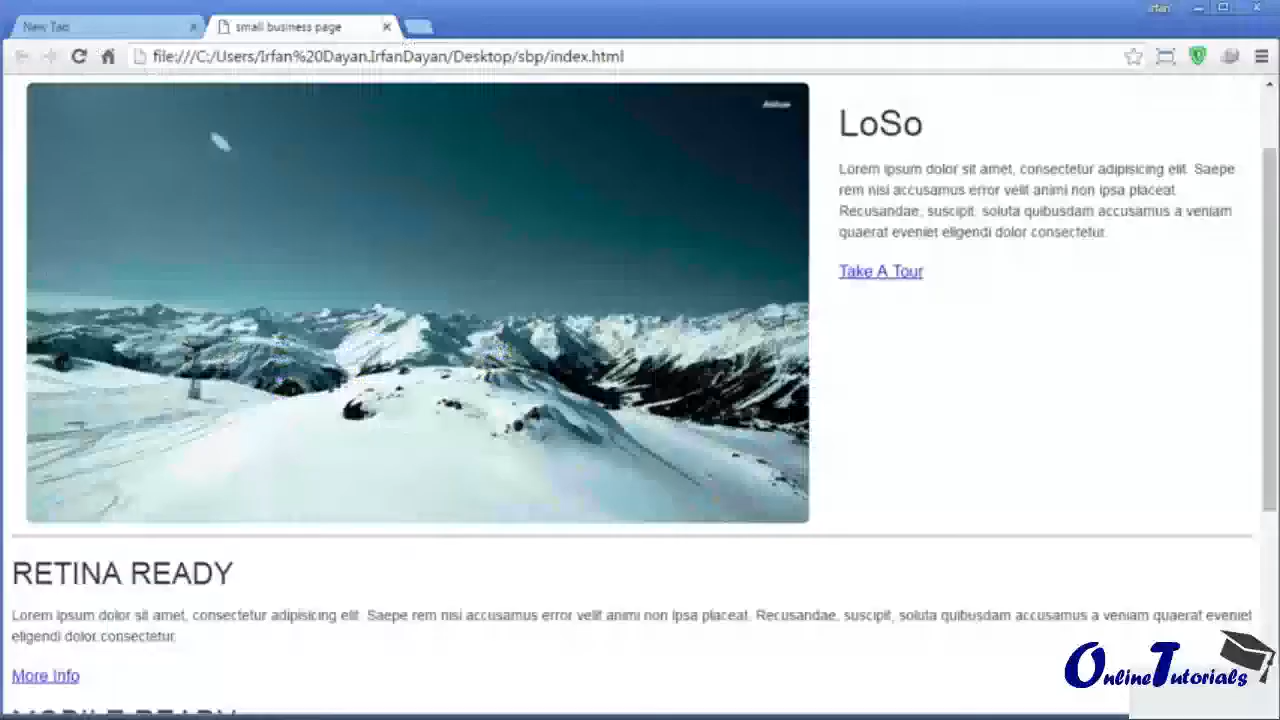 Irfan
New Tab
small business page
file:///C:/Users/Irfan%20Dayan.IrfanDayan/Desktop/sbp/index.html
LoSo
Lorem ipsum dolor sit amet, consectetur adipisicing elit. Saepe
rem nisi accusamus error velit animi non ipsa placeat.
Recusandae, suscipit, soluta quibusdam accusamus a veniam
quaerat eveniet eligendi dolor consectetur.
Take A Tour
RETINA READY
Lorem ipsum dolor sit amet, consectetur adipisicing elit. Saepe rem nisi accusamus error velit animi non ipsa placeat. Recusandae, suscipit, soluta quibusdam accusamus a veniam quaerat eveniet
eligendi dolor consectetur.
More Info
MOBILE READY
OnlineTutorials